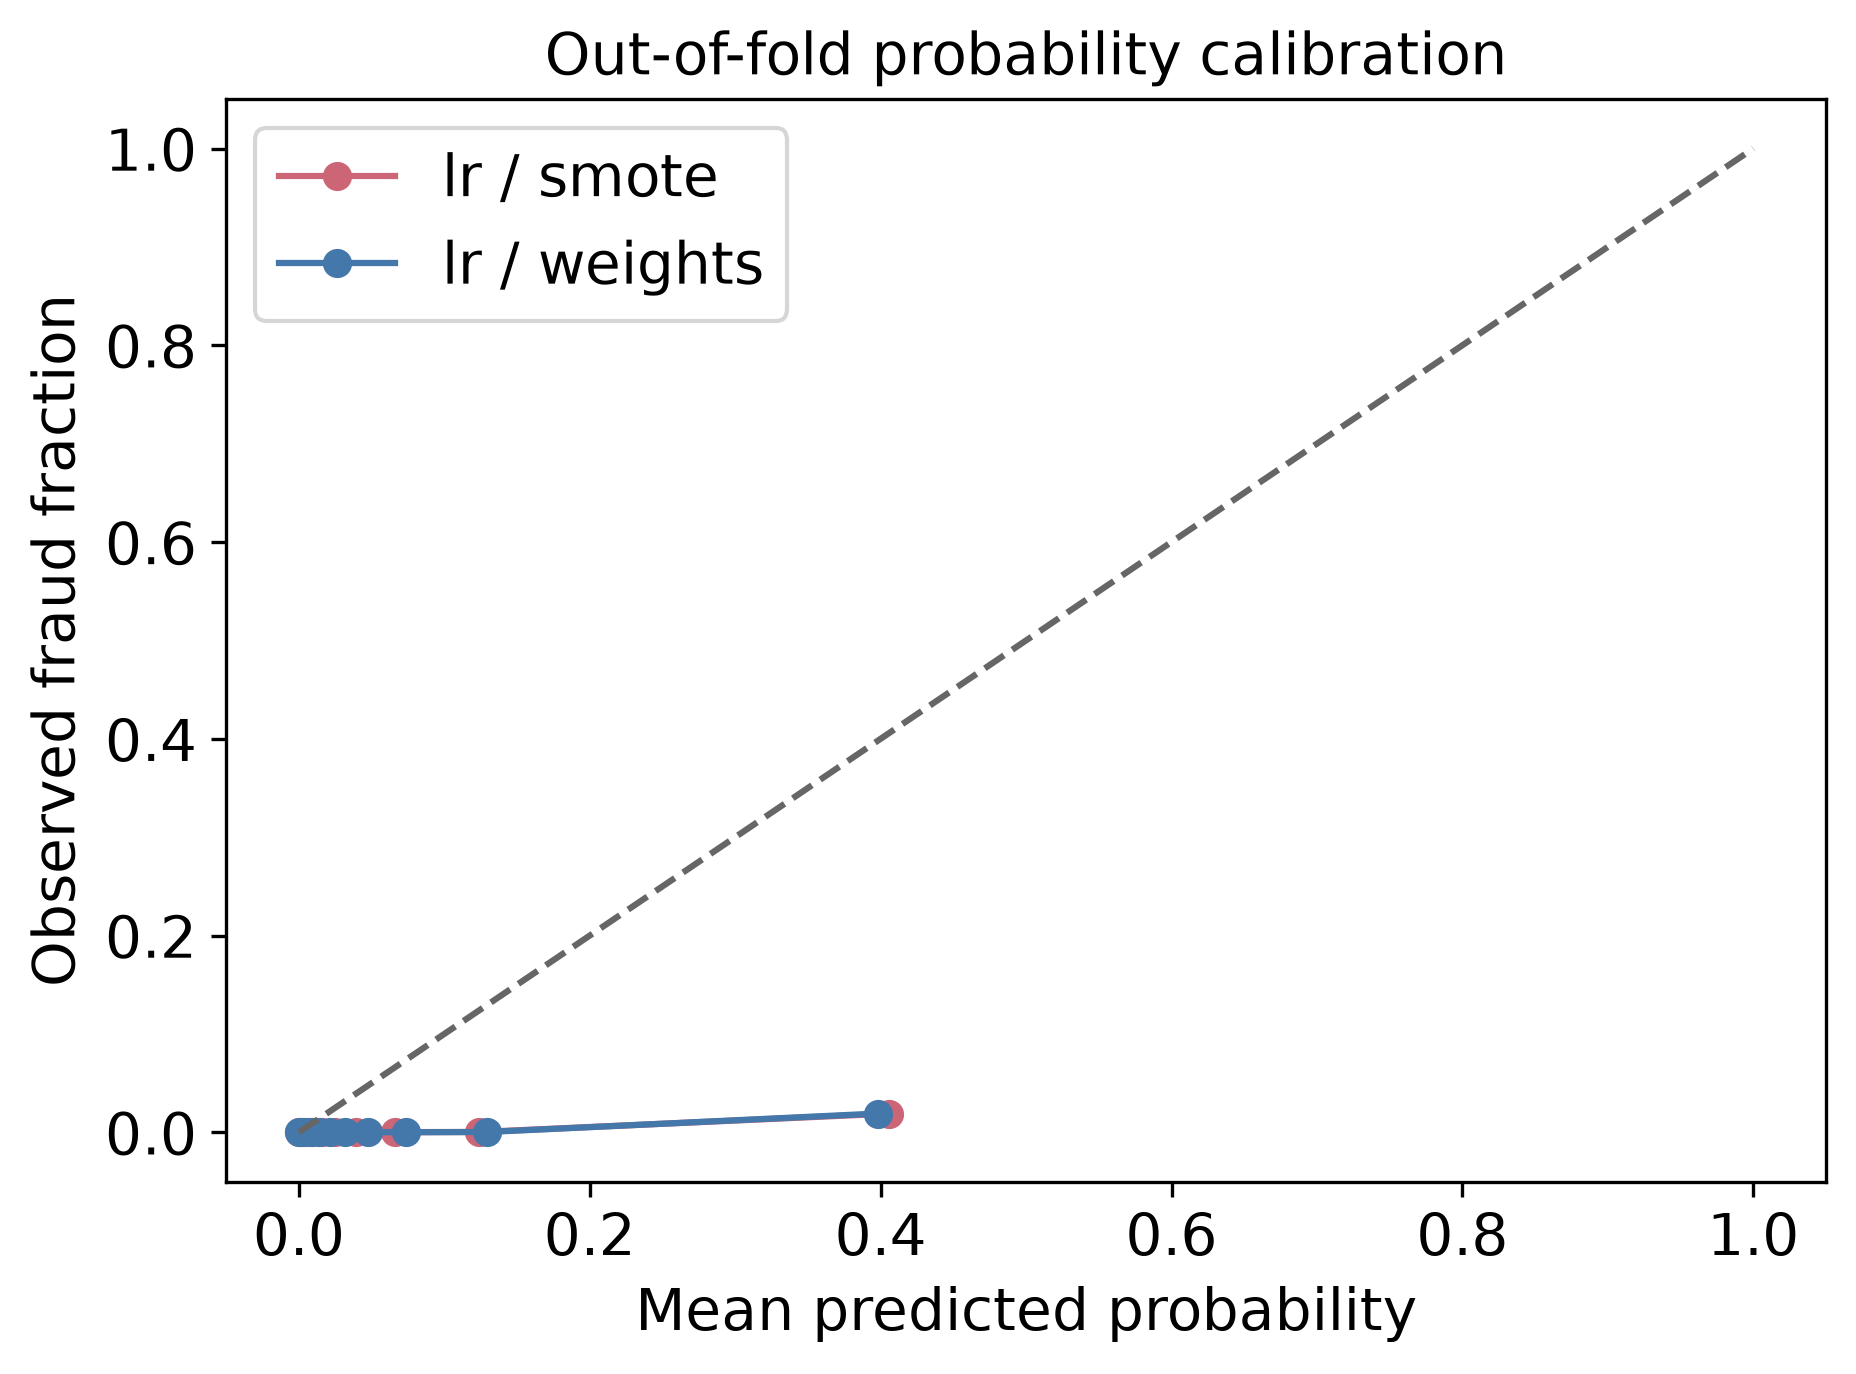 Out-of-fold probability calibration
lr / smote
lr / weights
Observed fraud fraction
1.0
0.8
0.6
0.4
0.2
0.0
0.0 0.2 0.4 0.6 0.8 1.0
Mean predicted probability